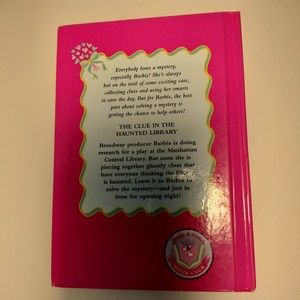 Everybody loves a mystery,
especially Barbie! She's always
hot on the trail of some exciting case,
collecting clues and using her smarts
to save the day. But for Barbie, the best
part about solving a mystery is
getting the chance to help others!
THE CLUE IN THE
HAUNTED LIBRARY
Broadway producer Barbie is doing
research for a play at the Manhattan
Central Library. But soon she is
piecing together ghostly clues that
have everyone thinking the library
is haunted. Leave it to Barbie to
solve the mystery—and just in
time for opening night!
BOOK CLUB